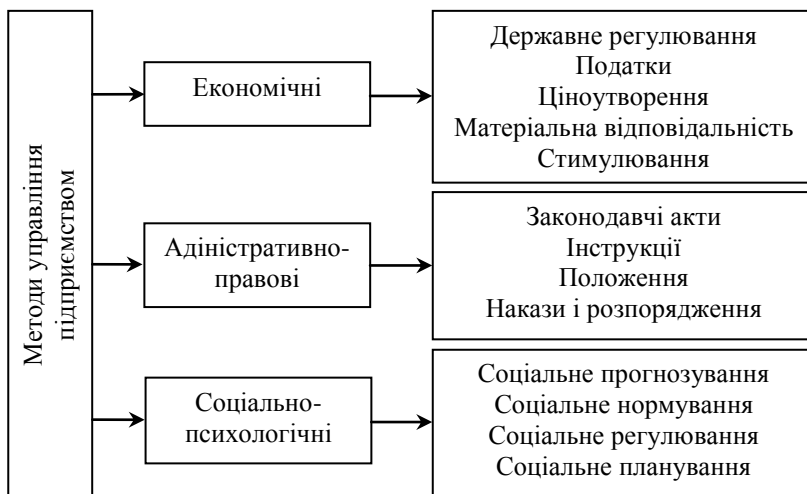 Методи управління
підприємством
Економічні
Державне регулювання
Податки
Ціноутворення
Матеріальна відповідальність
Стимулювання
Адіністративно-
правові
Законодавчі акти
Інструкції
Положення
Накази і розпорядження
Соціально-
психологічні
Соціальне прогнозування
Соціальне нормування
Соціальне регулювання
Соціальне планування